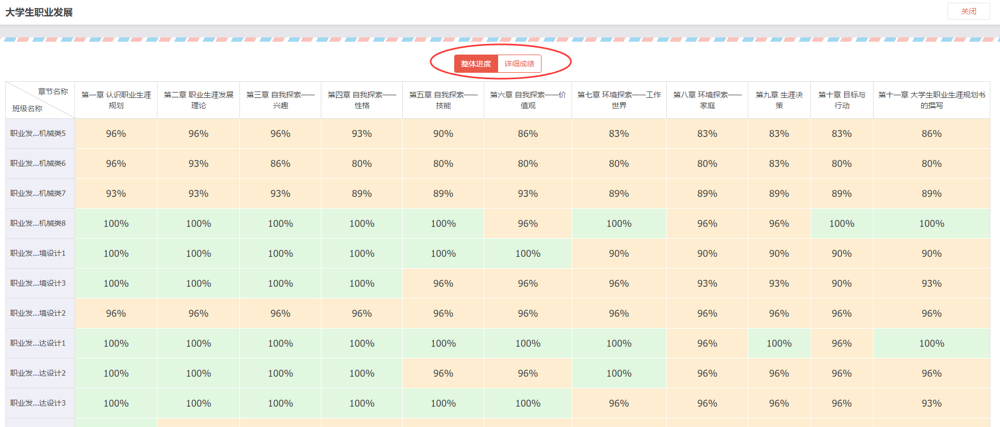 大学生职业发展
关闭
整体进度 详细成绩
章节名称
班级名称
第一章 认识职业生涯
规划
第二章 职业生涯发展
理论
第三章 自我探索——
兴趣
第四章 自我探索——
性格
第五章 自我探索——
技能
第六章 自我探索——价
值观
第七章 环境探索——工作
世界
第八章 环境探索——
家庭
第九章 生涯决
策
第十章 目标与
行动
第十一章 大学生职业生涯规划书
的撰写
职业发...机械类5 96% 96% 96% 93% 90% 86% 83% 83% 83% 83% 86%
职业发...机械类6 96% 93% 86% 80% 80% 80% 80% 80% 83% 80% 80%
职业发...机械类7 93% 93% 93% 89% 89% 93% 89% 89% 89% 89% 89%
职业发...机械类8 100% 100% 100% 100% 100% 96% 100% 96% 96% 100% 100%
职业发...境设计1 100% 100% 100% 100% 100% 100% 90% 90% 90% 90% 90%
职业发...境设计3 100% 100% 100% 100% 96% 96% 96% 93% 93% 90% 93%
职业发...境设计2 96% 96% 96% 96% 96% 96% 96% 96% 96% 96% 96%
职业发...达设计1 100% 100% 100% 100% 100% 100% 100% 96% 100% 96% 100%
职业发...达设计2 100% 100% 100% 100% 96% 96% 100% 96% 96% 96% 96%
职业发...达设计3 100% 100% 100% 100% 100% 100% 96% 96% 96% 96% 93%